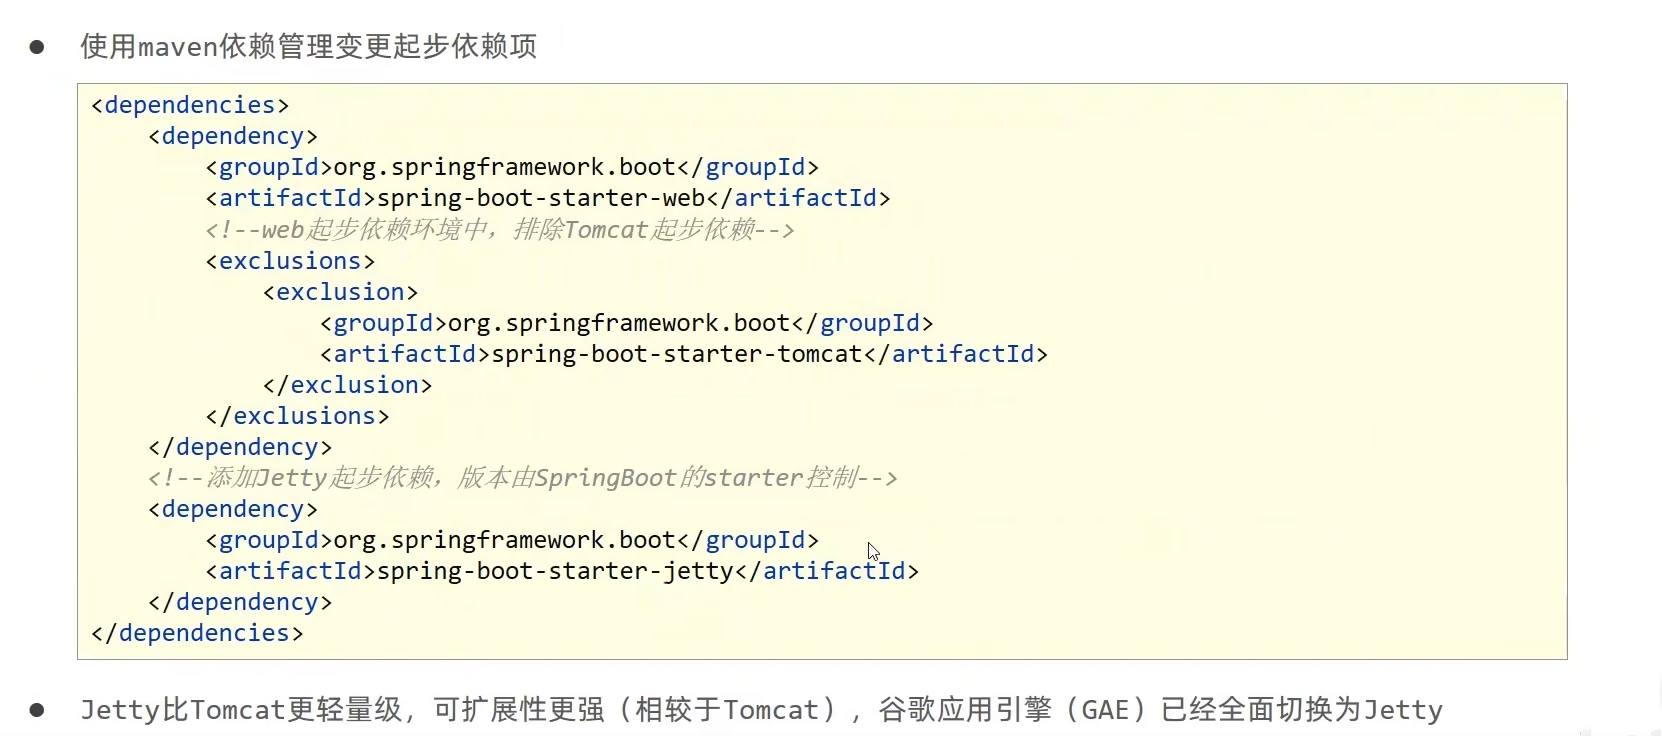 ● 使用maven依赖管理变更起步依赖项
<dependencies>
    <dependency>
        <groupId>org.springframework.boot</groupId>
        <artifactId>spring-boot-starter-web</artifactId>
        <!--web起步依赖环境中，排除Tomcat起步依赖-->
        <exclusions>
            <exclusion>
                <groupId>org.springframework.boot</groupId>
                <artifactId>spring-boot-starter-tomcat</artifactId>
            </exclusion>
        </exclusions>
    </dependency>
    <!--添加Jetty起步依赖，版本由SpringBoot的starter控制-->
    <dependency>
        <groupId>org.springframework.boot</groupId>
        <artifactId>spring-boot-starter-jetty</artifactId>
    </dependency>
</dependencies>
● Jetty比Tomcat更轻量级，可扩展性更强（相较于Tomcat），谷歌应用引擎（GAE）已经全面切换为Jetty